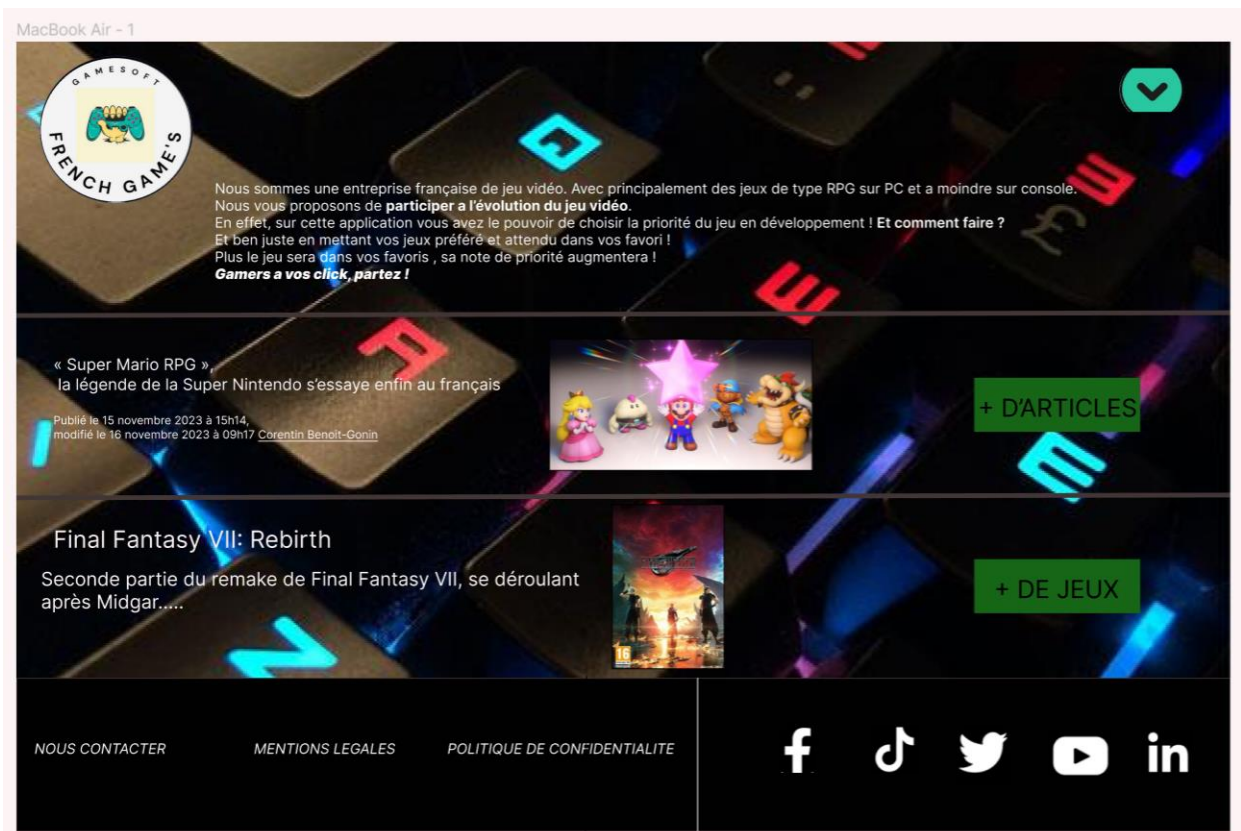 MacBook Air - 1
GAMESOFT
FRENCH GAME'S
Nous sommes une entreprise française de jeu vidéo. Avec principalement des jeux de type RPG sur PC et a moindre sur console.
Nous vous proposons de participer a l'évolution du jeu vidéo.
En effet, sur cette application vous avez le pouvoir de choisir la priorité du jeu en développement ! Et comment faire ?
Et ben juste en mettant vos jeux préféré et attendu dans vos favori !
Plus le jeu sera dans vos favoris , sa note de priorité augmentera !
Gamers a vos click, partez !
« Super Mario RPG »,
la légende de la Super Nintendo s'essaye enfin au français
Publié le 15 novembre 2023 à 15h14,
modifié le 16 novembre 2023 à 09h17 Corentin Benoit-Gonin
+ D'ARTICLES
Final Fantasy VII: Rebirth
Seconde partie du remake de Final Fantasy VII, se déroulant
après Midgar.....
16
+ DE JEUX
NOUS CONTACTER
MENTIONS LEGALES
POLITIQUE DE CONFIDENTIALITE